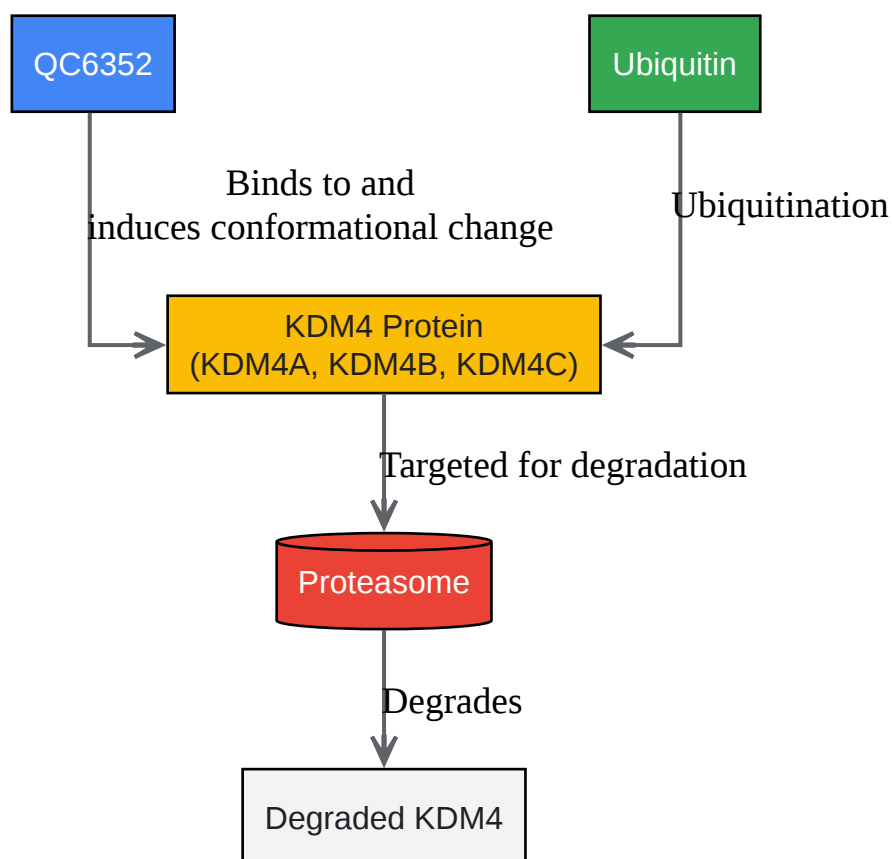 QC6352
Ubiquitin
Binds to and
induces conformational change
Ubiquitination
KDM4 Protein
(KDM4A, KDM4B, KDM4C)
Targeted for degradation
Proteasome
Degrades
Degraded KDM4